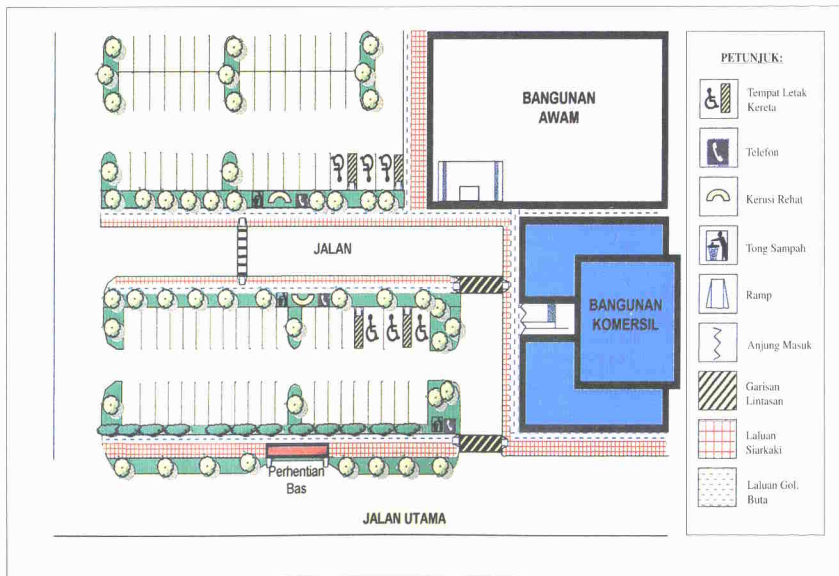 BANGUNAN
AWAM
JALAN
BANGUNAN
KOMERSIL
Perhentian
Bas
JALAN UTAMA
PETUNJUK:
Tempat Letak
Kereta
Telefon
Kerusi Rehat
Tong Sampah
Ramp
Anjung Masuk
Garisan
Lintasan
Laluan
Siarkaki
Laluan Gol.
Buta